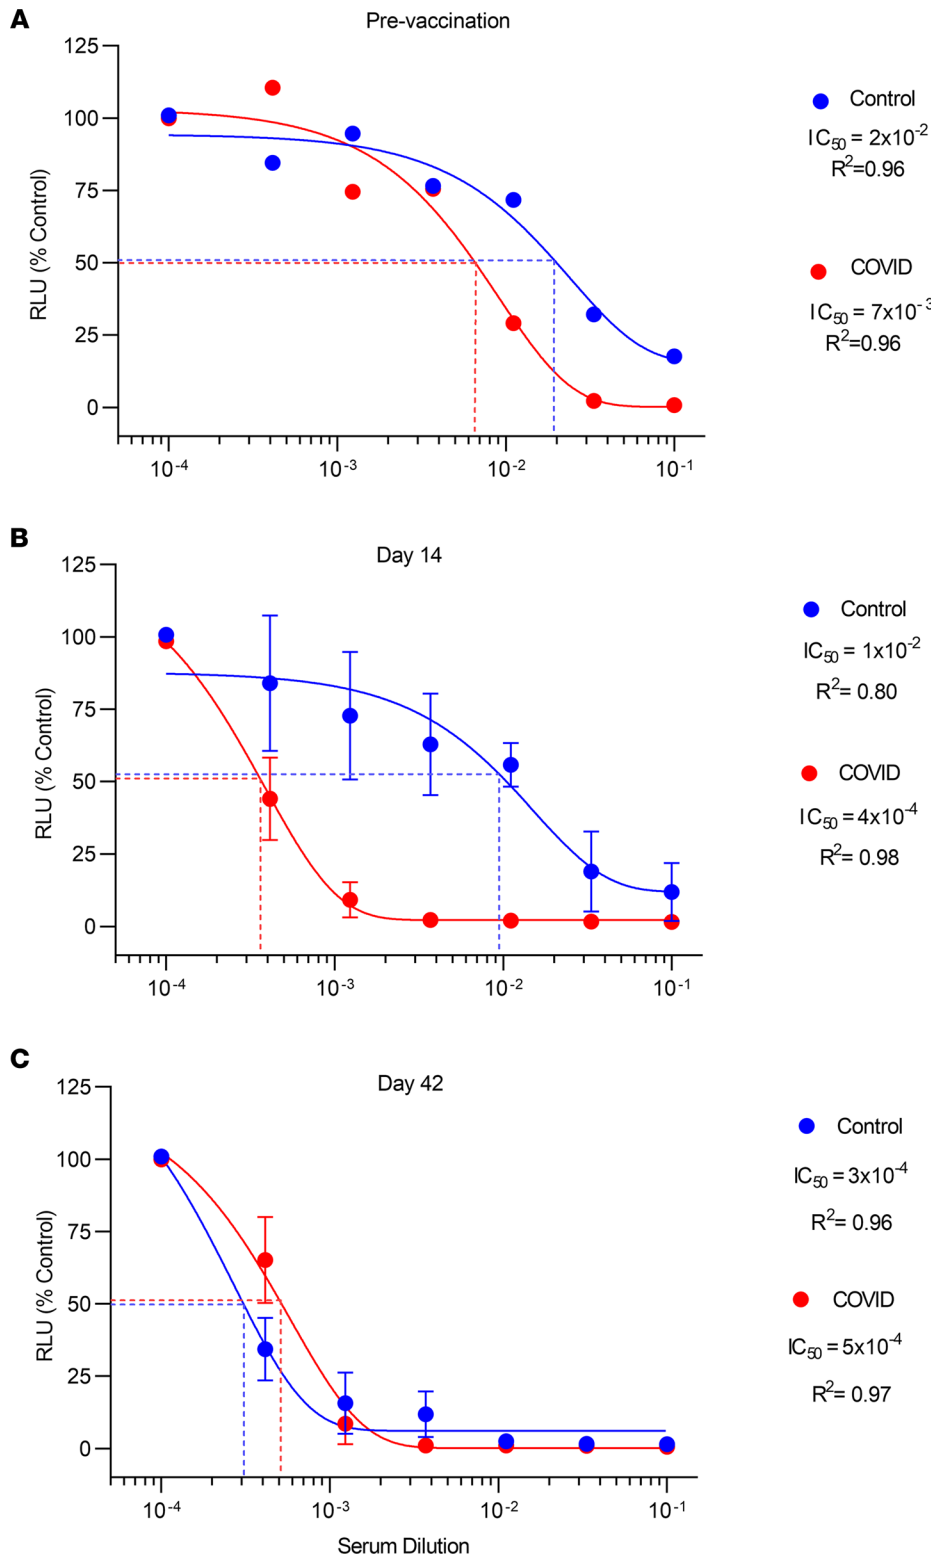 A
Pre-vaccination
125
100
75
50
25
0
RLU (% Control)
10⁻⁴ 10⁻³ 10⁻² 10⁻¹
Control
IC₅₀ = 2x10⁻²
R²=0.96
COVID
IC₅₀ = 7x10⁻³
R²=0.96
B
Day 14
125
100
75
50
25
0
RLU (% Control)
10⁻⁴ 10⁻³ 10⁻² 10⁻¹
Control
IC₅₀ = 1x10⁻²
R²= 0.80
COVID
IC₅₀ = 4x10⁻⁴
R²= 0.98
C
Day 42
125
100
75
50
25
0
RLU (% Control)
10⁻⁴ 10⁻³ 10⁻² 10⁻¹
Serum Dilution
Control
IC₅₀ = 3x10⁻⁴
R²= 0.96
COVID
IC₅₀ = 5x10⁻⁴
R²= 0.97